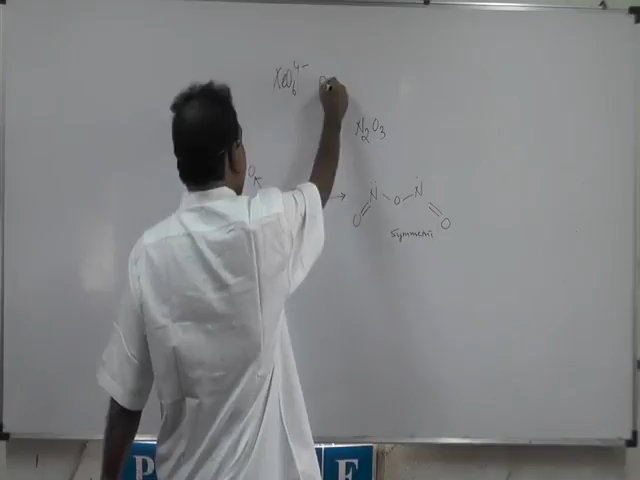 XeO₆⁴⁻
N₂O₃
O
→ N̈ – O – N̈
O O
Symmetric
P F